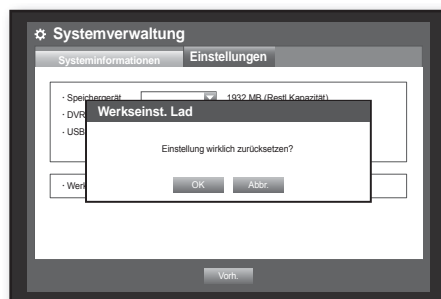 Systemverwaltung
Systeminformationen Einstellungen
· Speichergerät 1932 MB (Restl.Kapazität)
· DVR
· USB
Werkseinst. Lad
Einstellung wirklich zurücksetzen?
OK Abbr.
· Werk
Vorh.